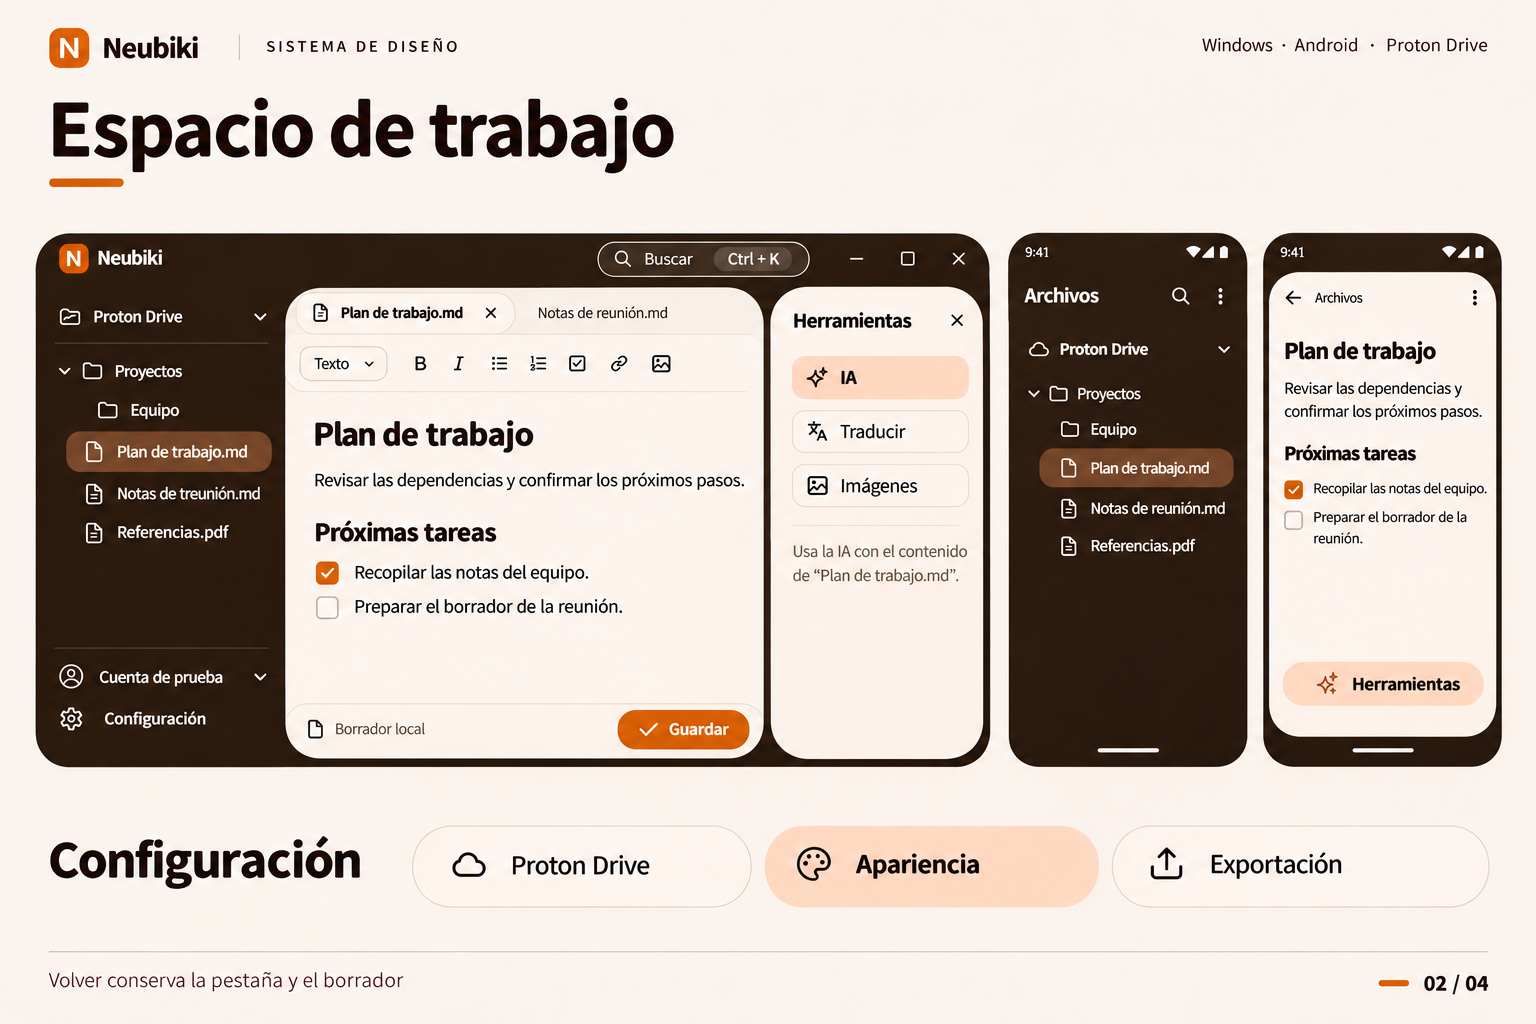 N Neubiki
SISTEMA DE DISEÑO
Windows · Android · Proton Drive
Espacio de trabajo
N Neubiki
Buscar Ctrl + K
Proton Drive
Proyectos
Equipo
Plan de trabajo.md
Notas de treunión.md
Referencias.pdf
Cuenta de prueba
Configuración
Plan de trabajo.md
Notas de reunión.md
Texto B I
Plan de trabajo
Revisar las dependencias y confirmar los próximos pasos.
Próximas tareas
Recopilar las notas del equipo.
Preparar el borrador de la reunión.
Borrador local
Guardar
Herramientas
IA
Traducir
Imágenes
Usa la IA con el contenido
de “Plan de trabajo.md”.
9:41
Archivos
Proton Drive
Proyectos
Equipo
Plan de trabajo.md
Notas de reunión.md
Referencias.pdf
9:41
Archivos
Plan de trabajo
Revisar las dependencias y
confirmar los próximos pasos.
Próximas tareas
Recopilar las notas del equipo.
Preparar el borrador de la
reunión.
Herramientas
Configuración
Proton Drive
Apariencia
Exportación
Volver conserva la pestaña y el borrador
02 / 04